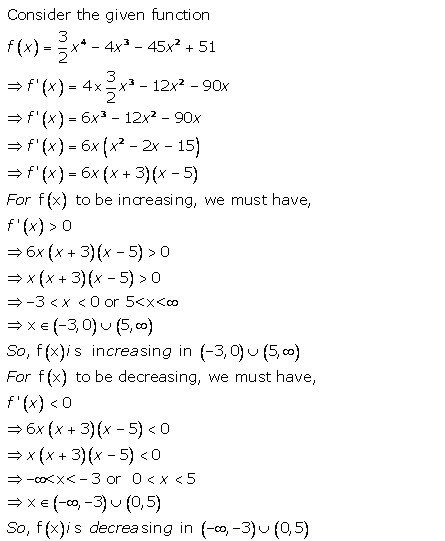 Consider the given function
f(x) = 3/2 x⁴ − 4x³ − 45x² + 51
⇒ f'(x) = 4 × 3/2 x³ − 12x² − 90x
⇒ f'(x) = 6x³ − 12x² − 90x
⇒ f'(x) = 6x(x² − 2x − 15)
⇒ f'(x) = 6x(x + 3)(x − 5)
For f(x) to be increasing, we must have,
f'(x) > 0
⇒ 6x(x + 3)(x − 5) > 0
⇒ x(x + 3)(x − 5) > 0
⇒ −3 < x < 0 or 5<x<∞
⇒ x ∈ (−3, 0) ∪ (5, ∞)
So, f(x) is increasing in (−3, 0) ∪ (5, ∞)
For f(x) to be decreasing, we must have,
f'(x) < 0
⇒ 6x(x + 3)(x − 5) < 0
⇒ x(x + 3)(x − 5) < 0
⇒ −∞<x< −3 or 0 < x < 5
⇒ x ∈ (−∞, −3) ∪ (0, 5)
So, f(x) is decreasing in (−∞, −3) ∪ (0, 5)